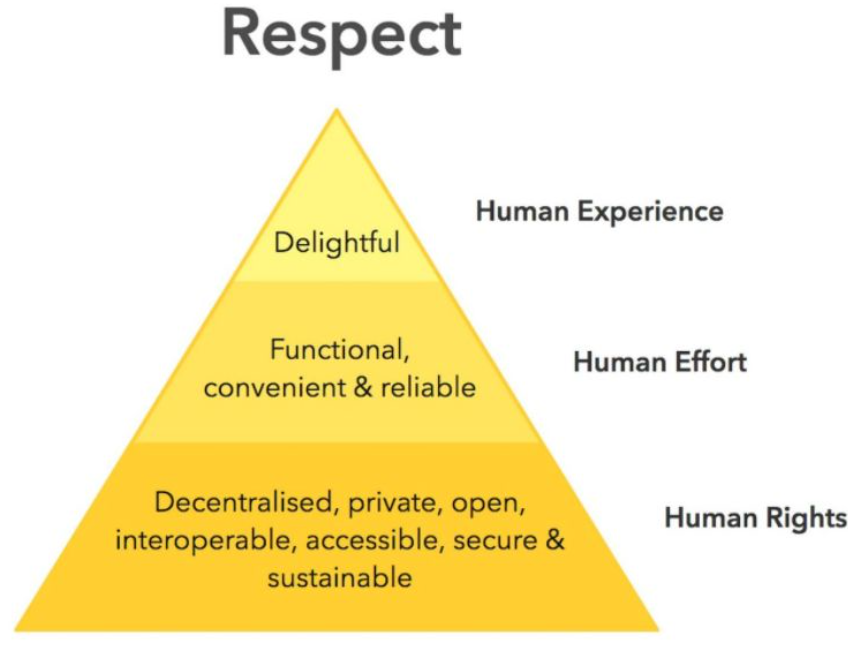 Respect
Human Experience
Delightful
Functional,
convenient & reliable
Human Effort
Decentralised, private, open,
interoperable, accessible, secure &
sustainable
Human Rights